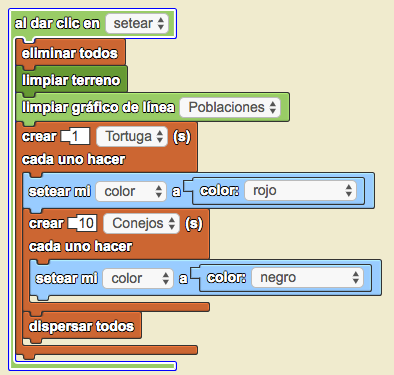 al dar clic en setear
eliminar todos
limpiar terreno
limpiar gráfico de línea Poblaciones
crear 1 Tortuga (s)
cada uno hacer
setear mi color a color: rojo
crear 10 Conejos (s)
cada uno hacer
setear mi color a color: negro
dispersar todos